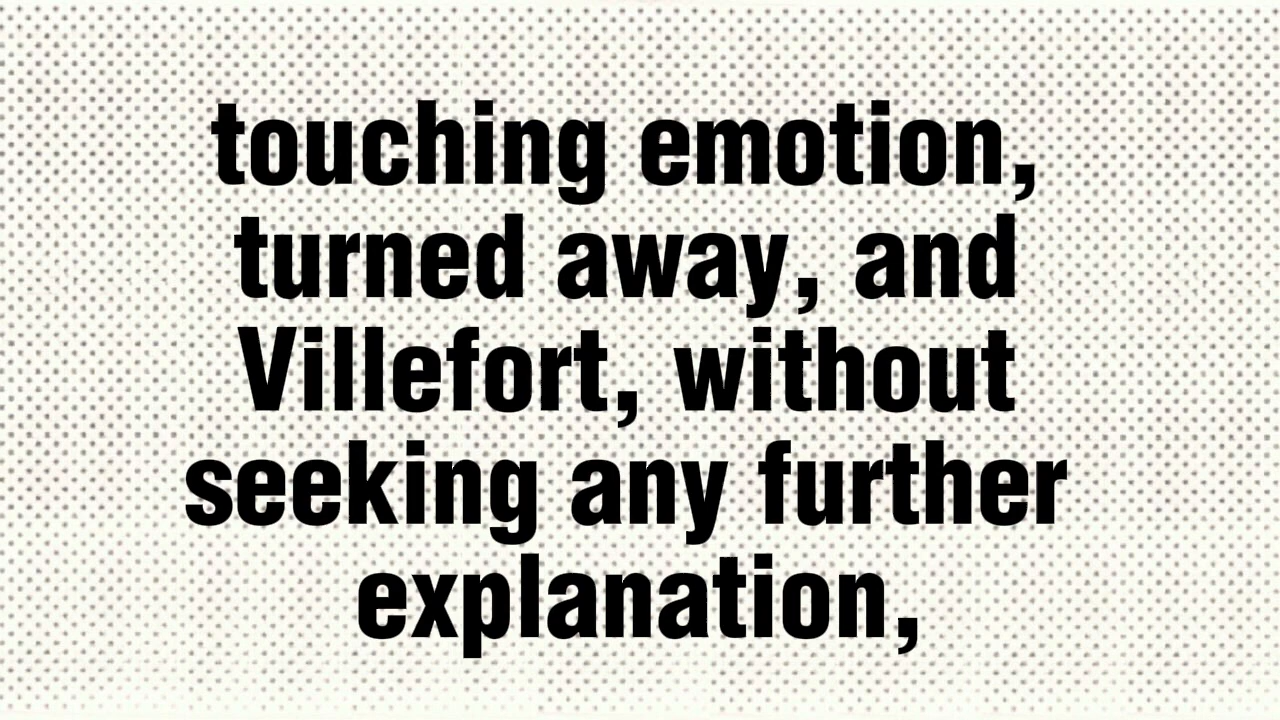 touching emotion,
turned away, and
Villefort, without
seeking any further
explanation,